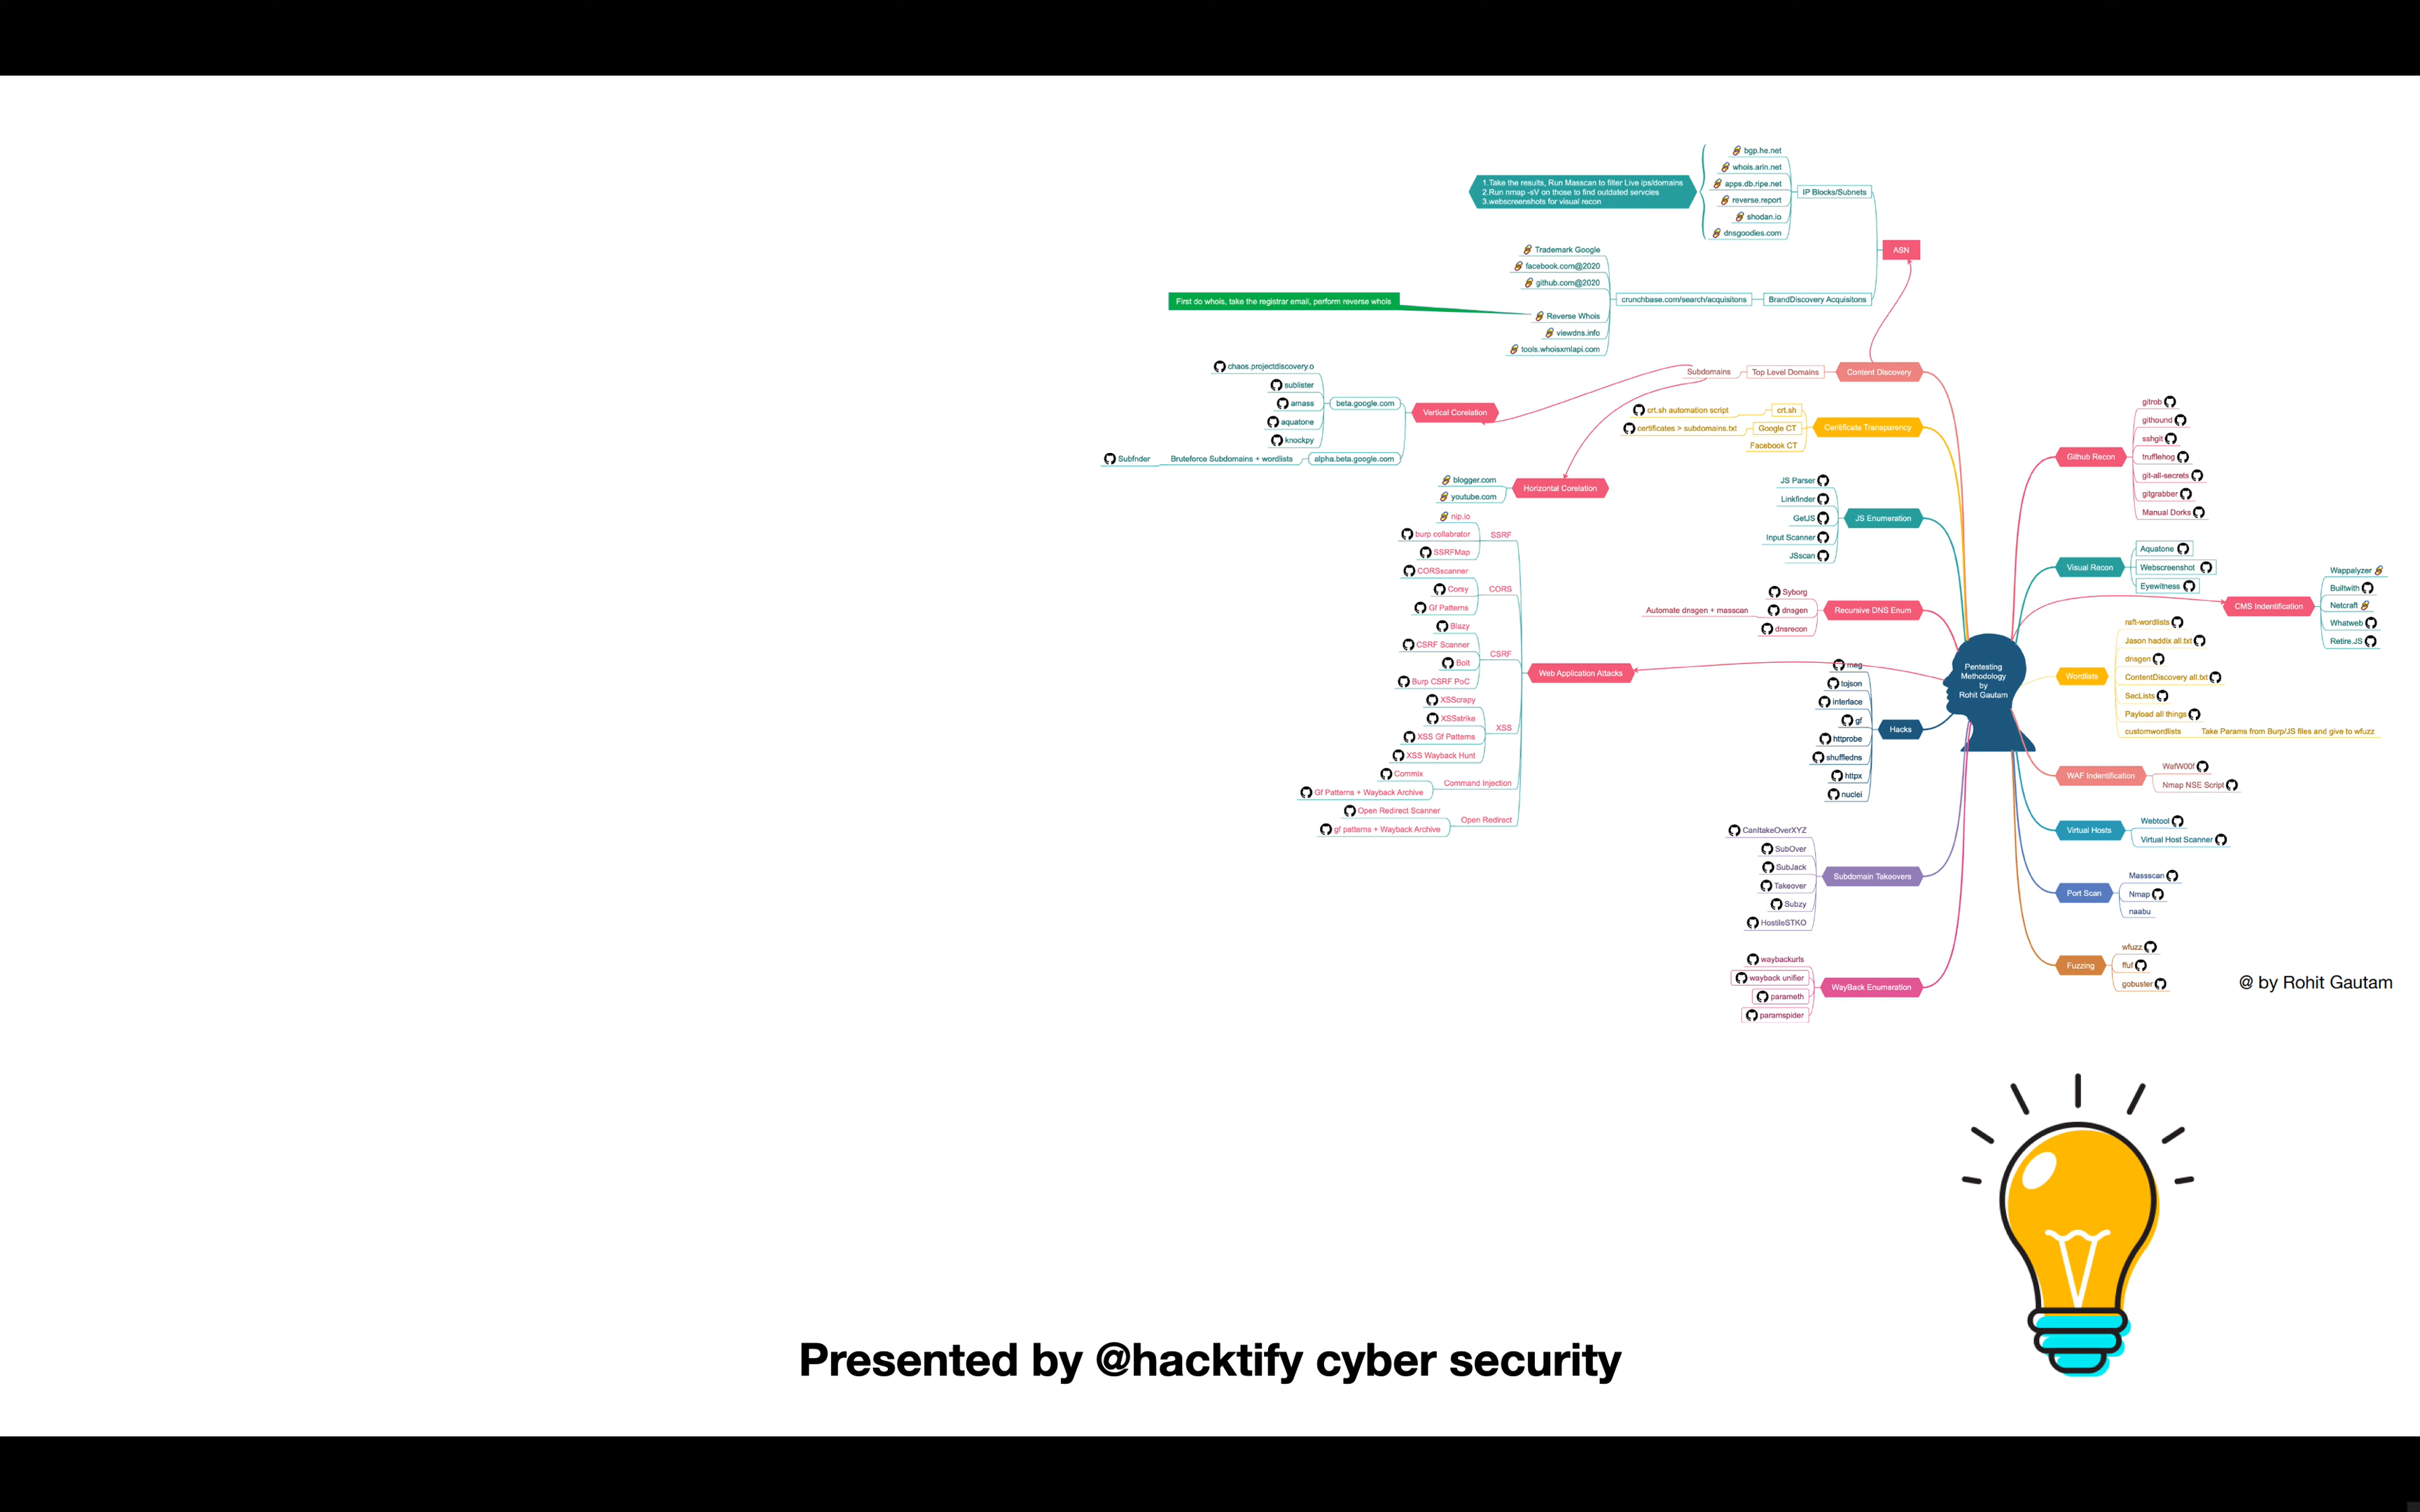 bgp.he.net
whois.arin.net
apps.db.ripe.net
reverse.report
shodan.io
dnsgoodies.com
IP Blocks/Subnets
1.Take the results, Run Masscan to filter Live ips/domains
2.Run nmap -sV on those to find outdated servcies
3.webscreenshots for visual recon
ASN
Trademark Google
facebook.com@2020
github.com@2020
Reverse Whois
viewdns.info
tools.whoisxmlapi.com
crunchbase.com/search/acquisitons
BrandDiscovery Acquisitons
First do whois, take the registrar email, perform reverse whois
Subdomains
Top Level Domains
Content Discovery
chaos.projectdiscovery.o
sublister
amass
aquatone
knockpy
beta.google.com
Vertical Corelation
Subfnder
Bruteforce Subdomains + wordlists
alpha.beta.google.com
crt.sh automation script
crt.sh
certificates > subdomains.txt
Google CT
Facebook CT
Certificate Transparency
blogger.com
youtube.com
Horizontal Corelation
JS Parser
Linkfinder
GetJS
Input Scanner
JSscan
JS Enumeration
nip.io
burp collabrator
SSRFMap
SSRF
CORSscanner
Corsy
Gf Patterns
CORS
Blazy
CSRF Scanner
Bolt
Burp CSRF PoC
CSRF
XSScrapy
XSSstrike
XSS Gf Patterns
XSS Wayback Hunt
XSS
Commix
Gf Patterns + Wayback Archive
Command Injection
Open Redirect Scanner
gf patterns + Wayback Archive
Open Redirect
Web Application Attacks
Syborg
dnsgen
dnsrecon
Automate dnsgen + masscan
Recursive DNS Enum
meg
tojson
interlace
gf
httprobe
shuffledns
httpx
nuclei
Hacks
CanItakeOverXYZ
SubOver
SubJack
Takeover
Subzy
HostileSTKO
Subdomain Takeovers
waybackurls
wayback unifier
parameth
paramspider
WayBack Enumeration
Pentesting
Methodology
by
Rohit Gautam
Github Recon
gitrob
githound
sshgit
trufflehog
git-all-secrets
gitgrabber
Manual Dorks
Visual Recon
Aquatone
Webscreenshot
Eyewitness
CMS Indentification
Wappalyzer
Builtwith
Netcraft
Whatweb
Retire.JS
Wordlists
raft-wordlists
Jason haddix all.txt
dnsgen
ContentDiscovery all.txt
SecLists
Payload all things
customwordlists
Take Params from Burp/JS files and give to wfuzz
WAF Indentification
WafW00f
Nmap NSE Script
Virtual Hosts
Webtool
Virtual Host Scanner
Port Scan
Massscan
Nmap
naabu
Fuzzing
wfuzz
ffuf
gobuster
@ by Rohit Gautam
Presented by @hacktify cyber security